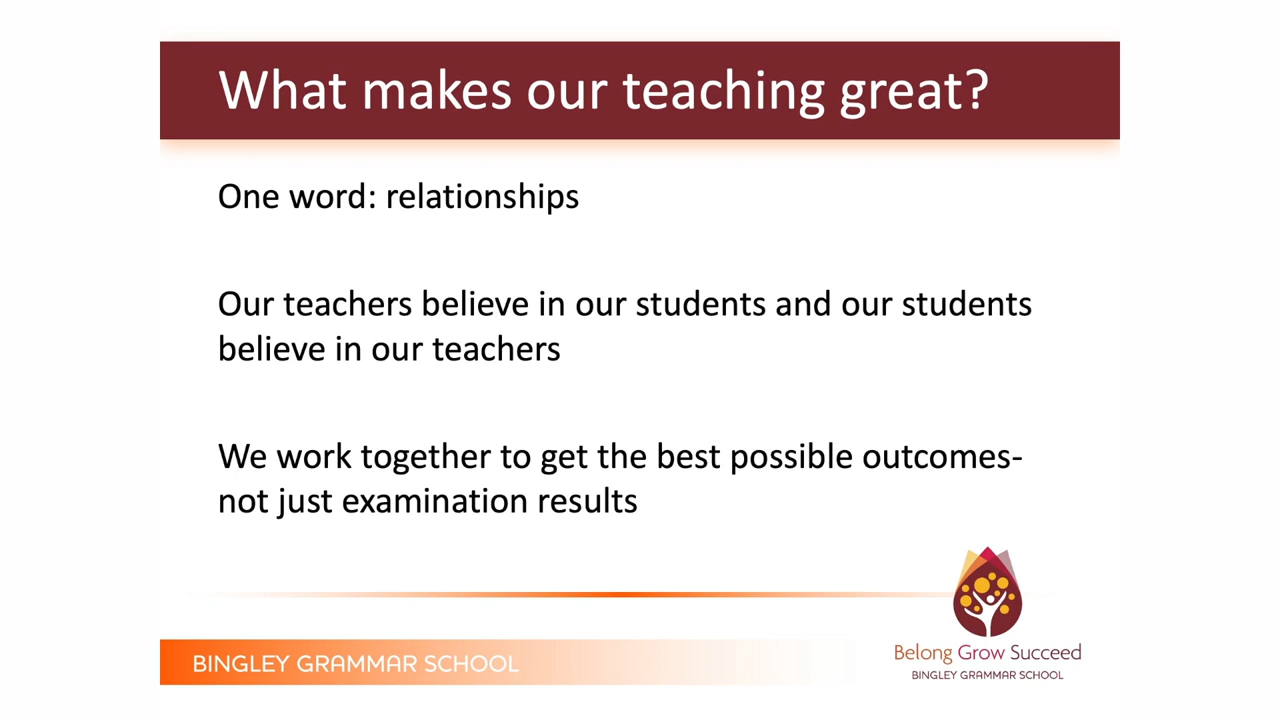 What makes our teaching great?
One word: relationships
Our teachers believe in our students and our students
believe in our teachers
We work together to get the best possible outcomes-
not just examination results
BINGLEY GRAMMAR SCHOOL
Belong Grow Succeed
BINGLEY GRAMMAR SCHOOL